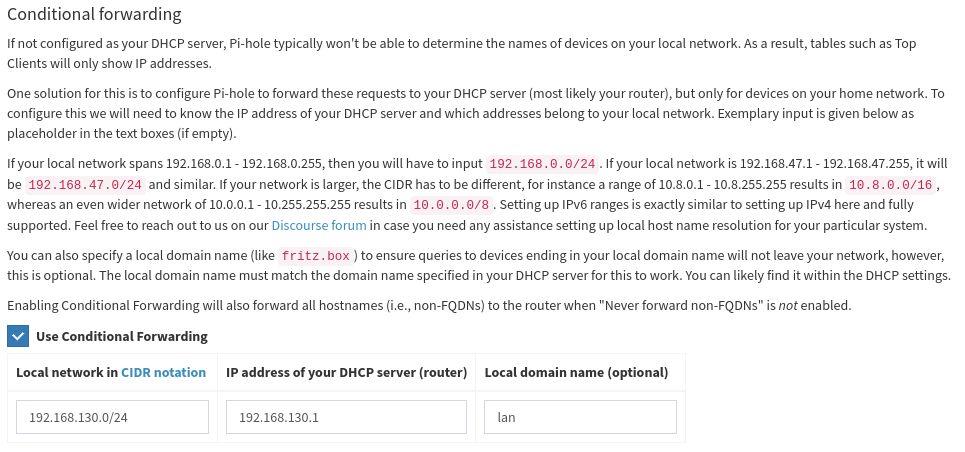 Conditional forwarding
If not configured as your DHCP server, Pi-hole typically won't be able to determine the names of devices on your local network. As a result, tables such as Top
Clients will only show IP addresses.
One solution for this is to configure Pi-hole to forward these requests to your DHCP server (most likely your router), but only for devices on your home network. To
configure this we will need to know the IP address of your DHCP server and which addresses belong to your local network. Exemplary input is given below as
placeholder in the text boxes (if empty).
If your local network spans 192.168.0.1 - 192.168.0.255, then you will have to input 192.168.0.0/24 . If your local network is 192.168.47.1 - 192.168.47.255, it will
be 192.168.47.0/24 and similar. If your network is larger, the CIDR has to be different, for instance a range of 10.8.0.1 - 10.8.255.255 results in 10.8.0.0/16 ,
whereas an even wider network of 10.0.0.1 - 10.255.255.255 results in 10.0.0.0/8 . Setting up IPv6 ranges is exactly similar to setting up IPv4 here and fully
supported. Feel free to reach out to us on our Discourse forum in case you need any assistance setting up local host name resolution for your particular system.
You can also specify a local domain name (like fritz.box ) to ensure queries to devices ending in your local domain name will not leave your network, however,
this is optional. The local domain name must match the domain name specified in your DHCP server for this to work. You can likely find it within the DHCP settings.
Enabling Conditional Forwarding will also forward all hostnames (i.e., non-FQDNs) to the router when "Never forward non-FQDNs" is not enabled.
Use Conditional Forwarding
Local network in CIDR notation IP address of your DHCP server (router) Local domain name (optional)
192.168.130.0/24 192.168.130.1 lan